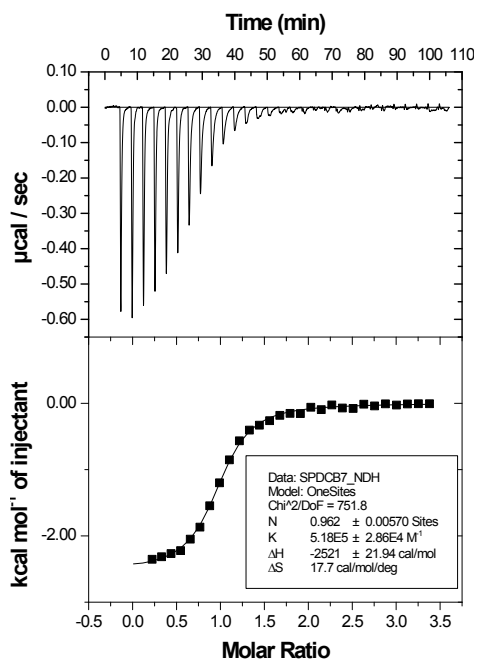 Time (min)
0 10 20 30 40 50 60 70 80 90 100 110
0.10
0.00
-0.10
-0.20
-0.30
-0.40
-0.50
-0.60
µcal / sec
0.00
-2.00
kcal mol⁻¹ of injectant
Data: SPDCB7_NDH
Model: OneSites
Chi^2/DoF = 751.8
N 0.962 ± 0.00570 Sites
K 5.18E5 ± 2.86E4 M⁻¹
ΔH -2521 ± 21.94 cal/mol
ΔS 17.7 cal/mol/deg
-0.5 0.0 0.5 1.0 1.5 2.0 2.5 3.0 3.5
Molar Ratio